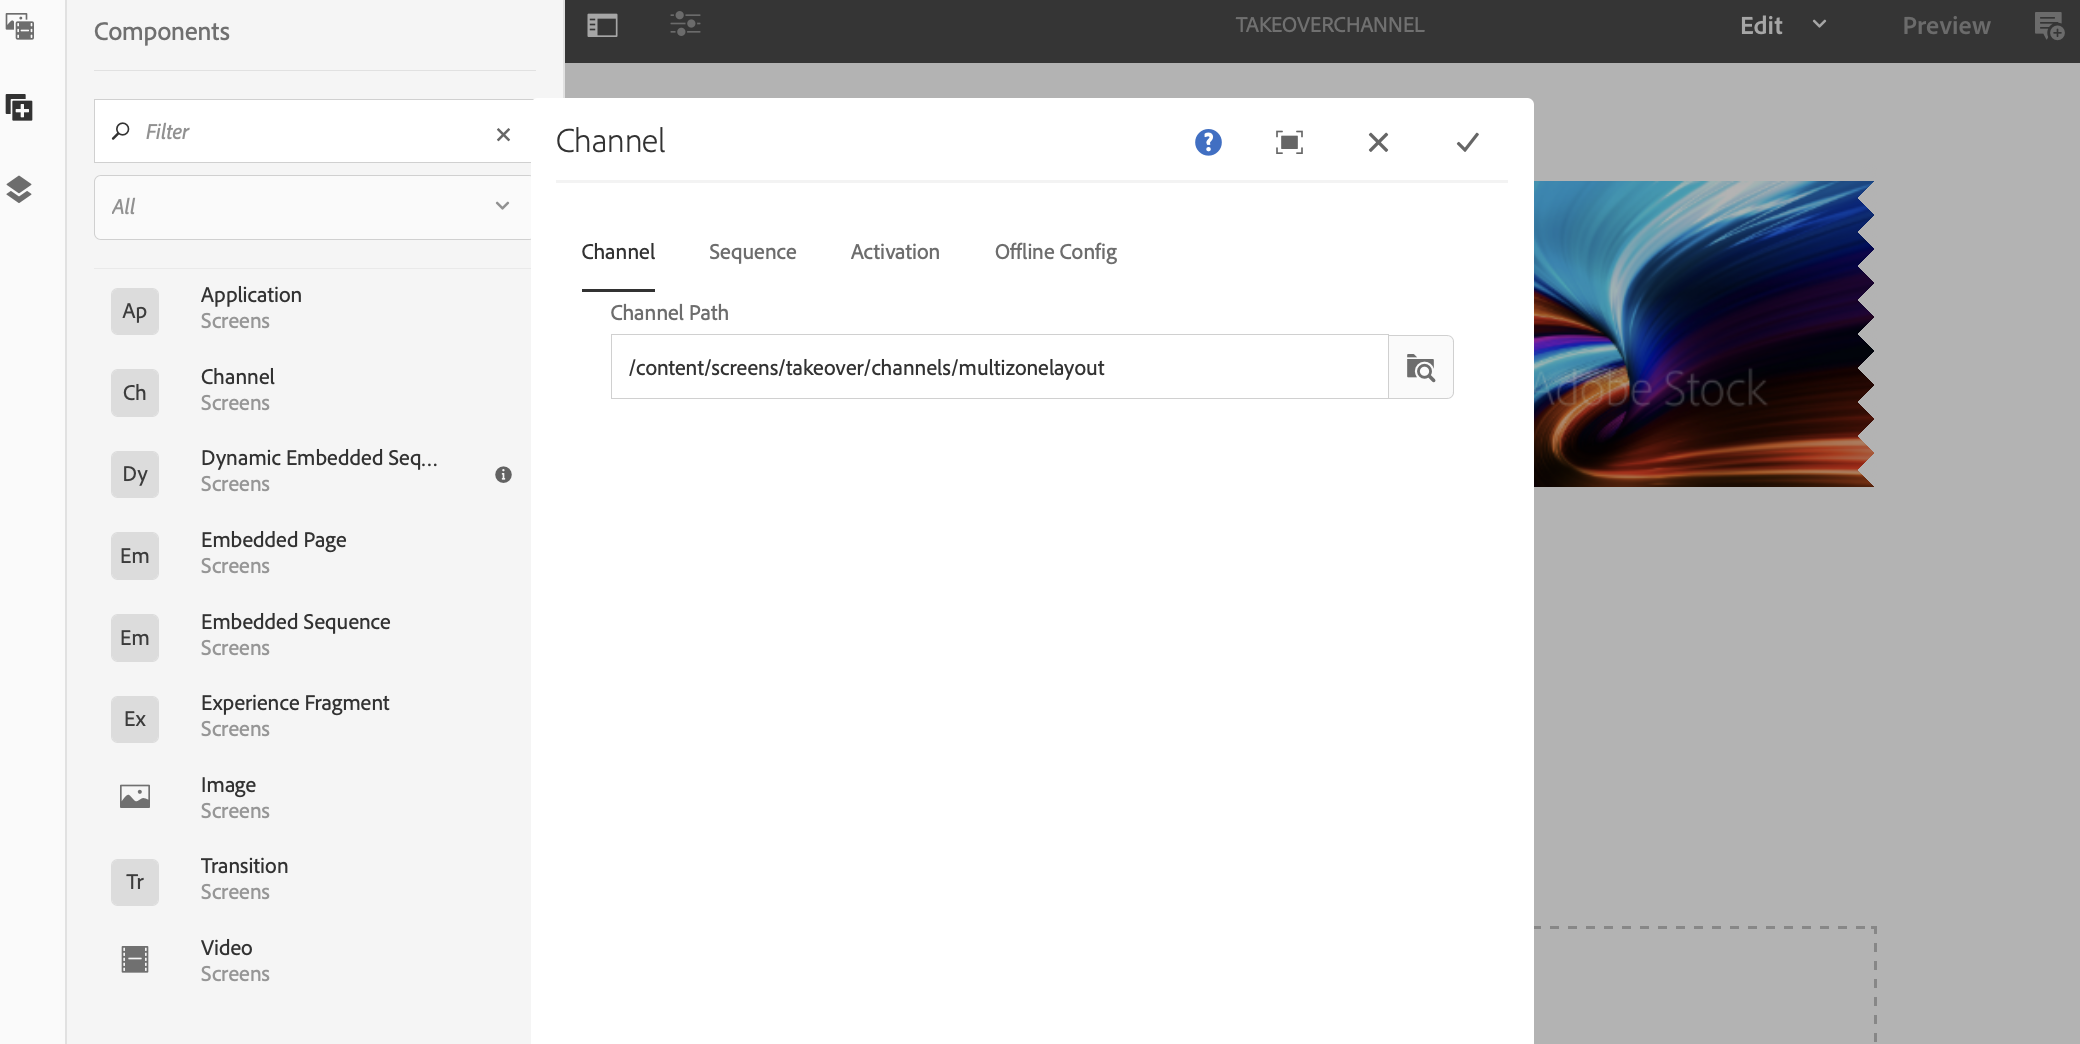 Components
TAKEOVERCHANNEL
Edit
Preview
Filter
All
Ap
Application
Screens
Ch
Channel
Screens
Dy
Dynamic Embedded Seq...
Screens
Em
Embedded Page
Screens
Em
Embedded Sequence
Screens
Ex
Experience Fragment
Screens
Image
Screens
Tr
Transition
Screens
Video
Screens
Channel
?
Channel
Sequence
Activation
Offline Config
Channel Path
/content/screens/takeover/channels/multizonelayout
Adobe Stock